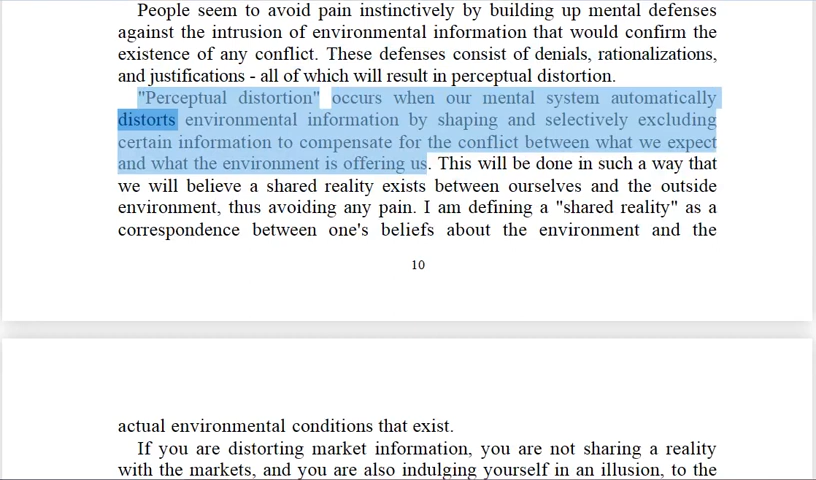 People seem to avoid pain instinctively by building up mental defenses
against the intrusion of environmental information that would confirm the
existence of any conflict. These defenses consist of denials, rationalizations,
and justifications - all of which will result in perceptual distortion.
"Perceptual distortion" occurs when our mental system automatically
distorts environmental information by shaping and selectively excluding
certain information to compensate for the conflict between what we expect
and what the environment is offering us. This will be done in such a way that
we will believe a shared reality exists between ourselves and the outside
environment, thus avoiding any pain. I am defining a "shared reality" as a
correspondence between one's beliefs about the environment and the
10
actual environmental conditions that exist.
If you are distorting market information, you are not sharing a reality
with the markets, and you are also indulging yourself in an illusion, to the